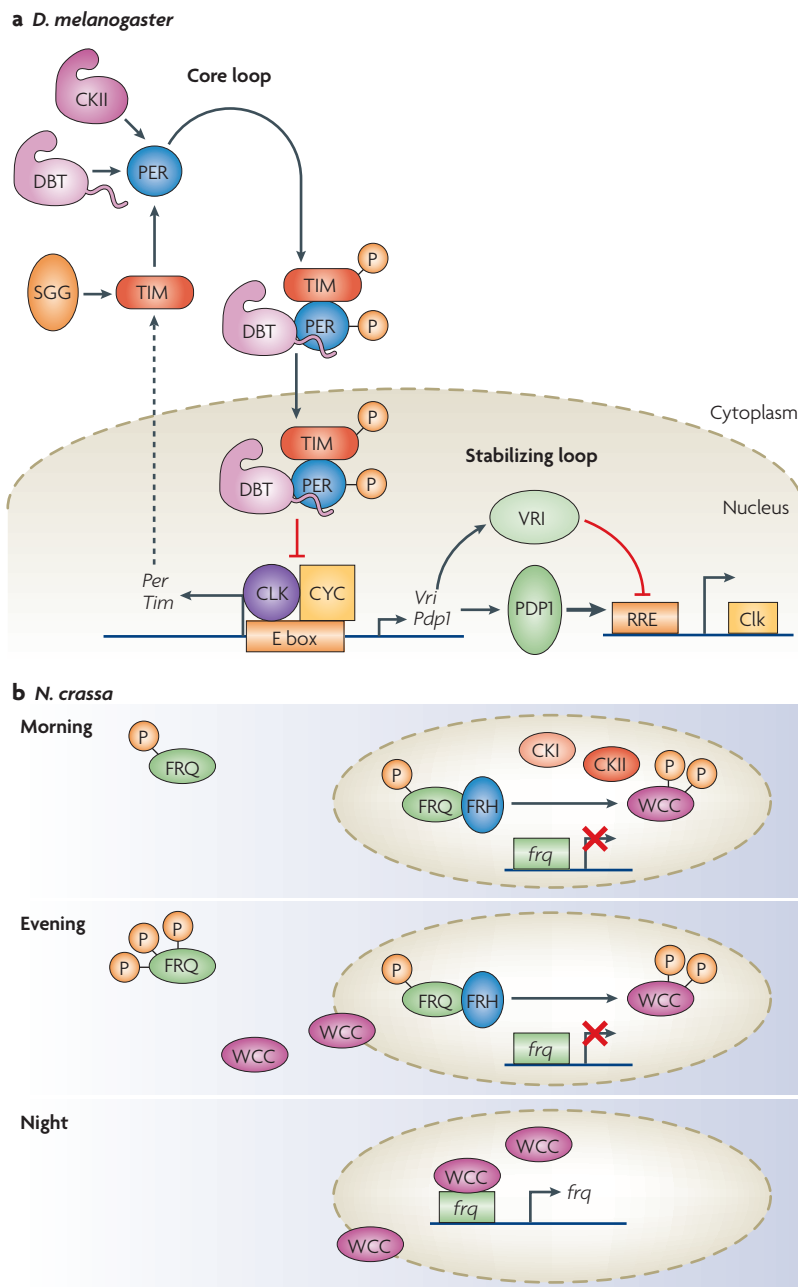 a D. melanogaster
Core loop
CKII
DBT
PER
SGG
TIM
P
TIM
DBT
PER
P
Cytoplasm
P
TIM
Stabilizing loop
DBT
PER
P
Nucleus
VRI
Per
Tim
CLK
CYC
Vri
Pdp1
PDP1
E box
RRE
Clk
b N. crassa
Morning
P
FRQ
CKI
CKII
P
P
P
FRQ
FRH
WCC
frq
Evening
P
P
P
FRQ
P
P
P
FRQ
FRH
WCC
WCC
WCC
frq
Night
WCC
WCC
frq
frq
WCC